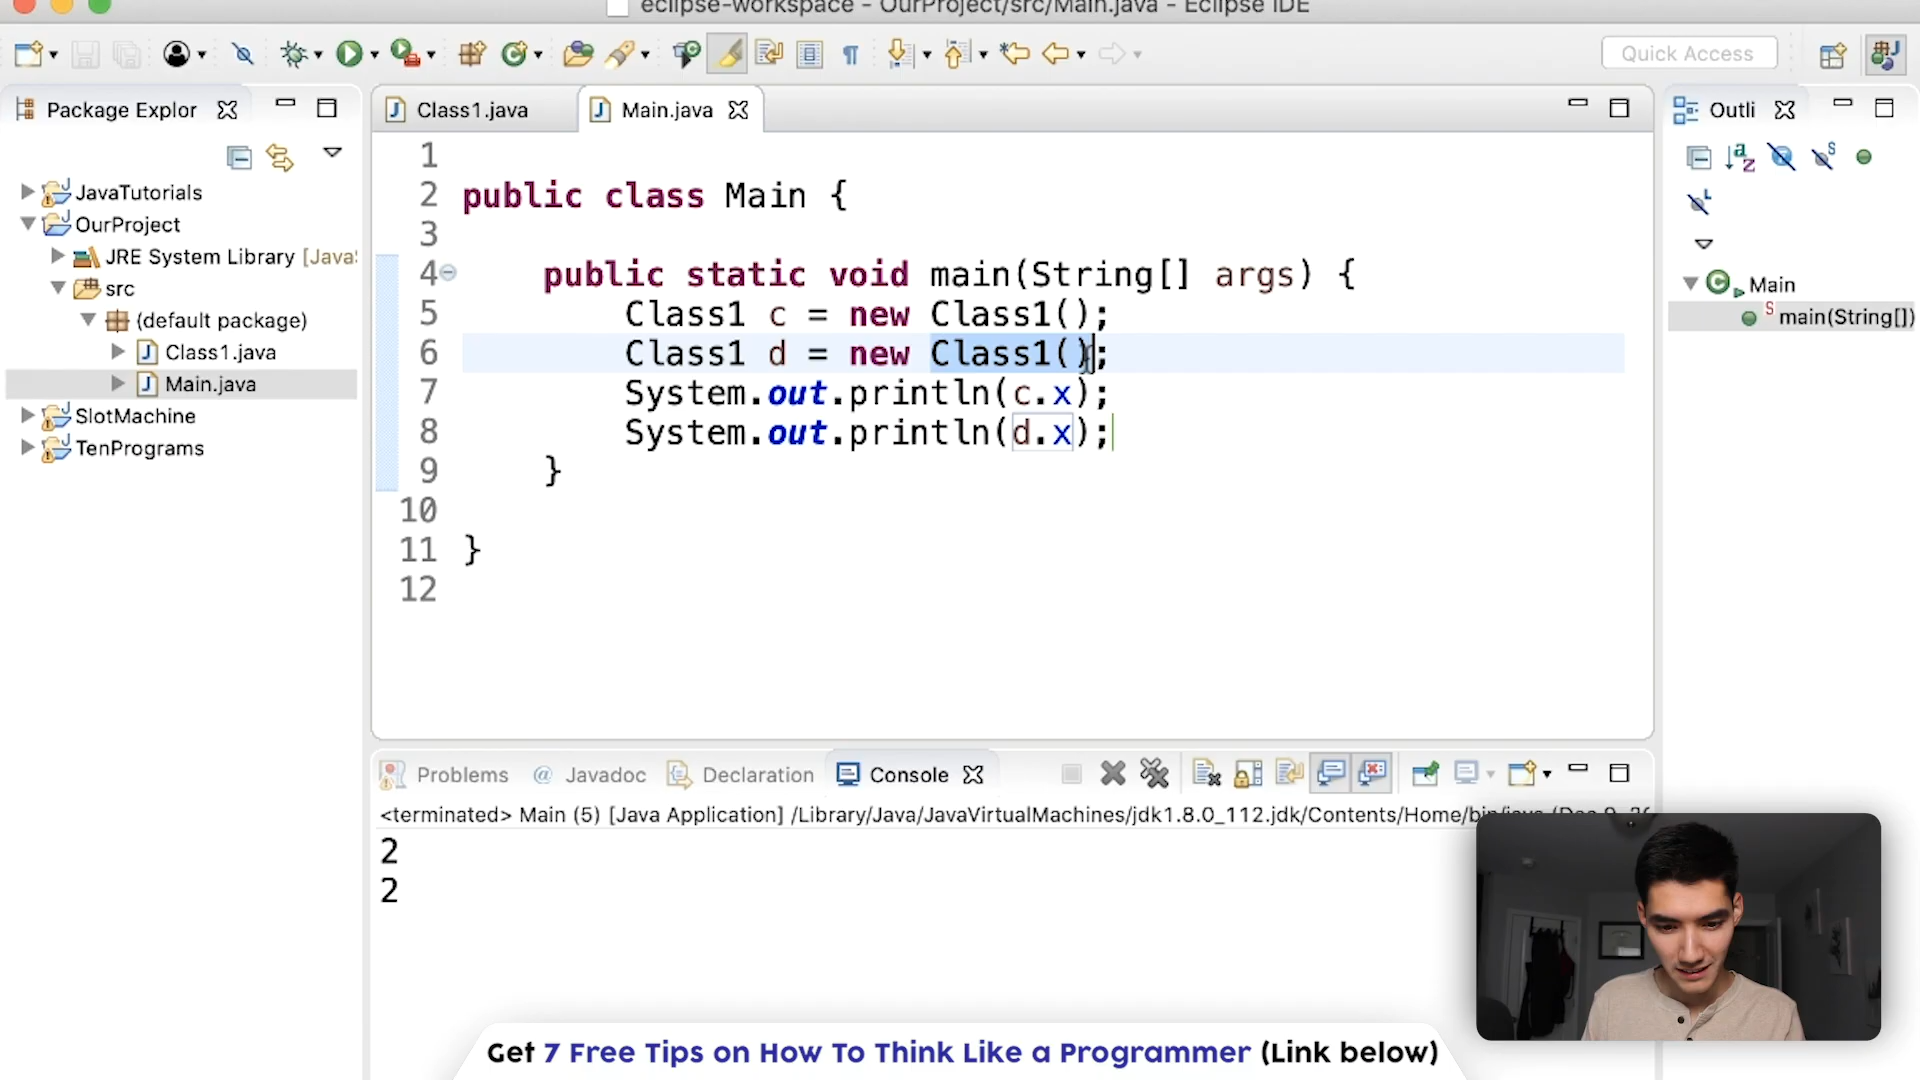 eclipse-workspace - OurProject/src/Main.java - Eclipse IDE
Quick Access
Package Explor
Class1.java
Main.java
Outli
JavaTutorials
OurProject
JRE System Library [Java
src
(default package)
Class1.java
Main.java
SlotMachine
TenPrograms
1
2 public class Main {
3
4 public static void main(String[] args) {
5 Class1 c = new Class1();
6 Class1 d = new Class1();
7 System.out.println(c.x);
8 System.out.println(d.x);
9 }
10
11 }
12
Main
main(String[])
Problems @ Javadoc Declaration Console
<terminated> Main (5) [Java Application] /Library/Java/JavaVirtualMachines/jdk1.8.0_112.jdk/Contents/Home/
2
2
Get 7 Free Tips on How To Think Like a Programmer (Link below)